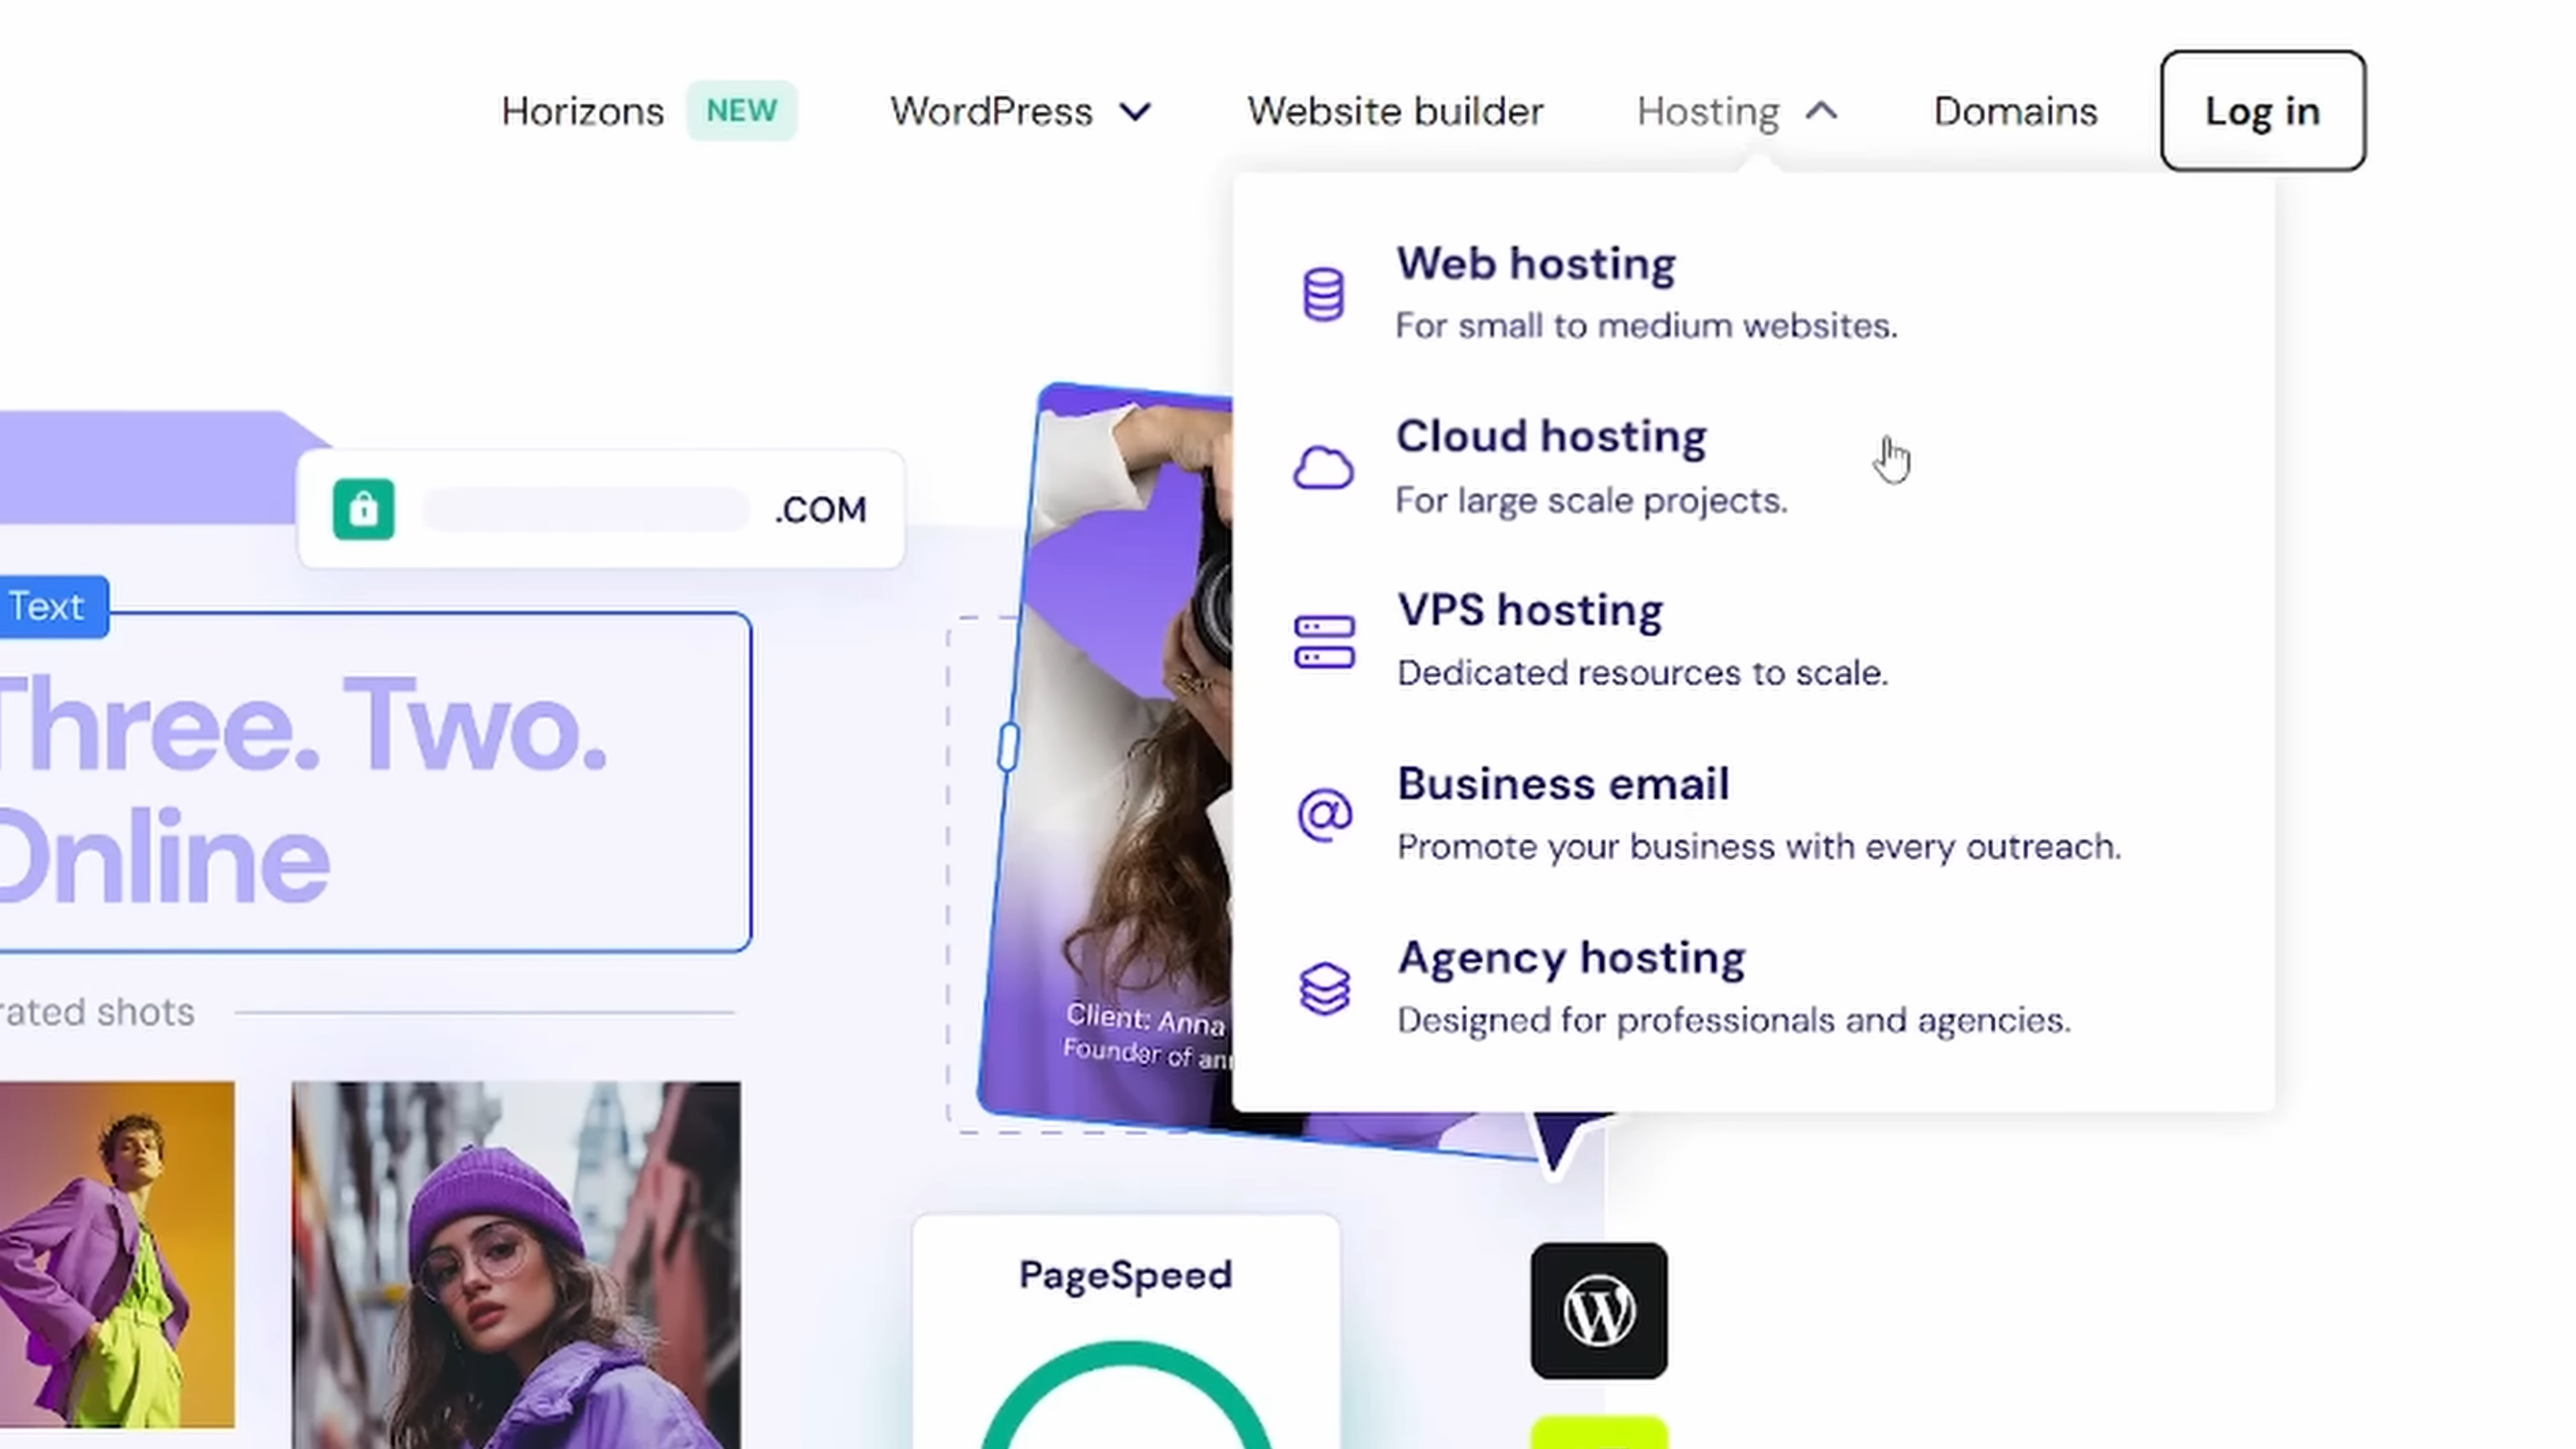 Horizons NEW WordPress Website builder Hosting Domains Log in
Web hosting
For small to medium websites.
Cloud hosting
For large scale projects.
VPS hosting
Dedicated resources to scale.
Business email
Promote your business with every outreach.
Agency hosting
Designed for professionals and agencies.
.COM
Text
Three. Two.
Online
rated shots
Client: Anna
Founder of
PageSpeed